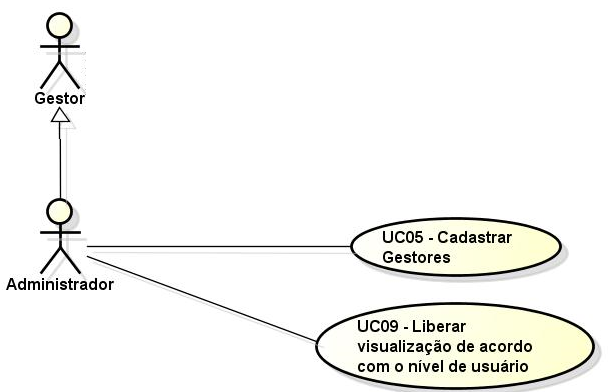 Gestor
UC05 - Cadastrar
Gestores
Administrador
UC09 - Liberar
visualização de acordo
com o nível de usuário